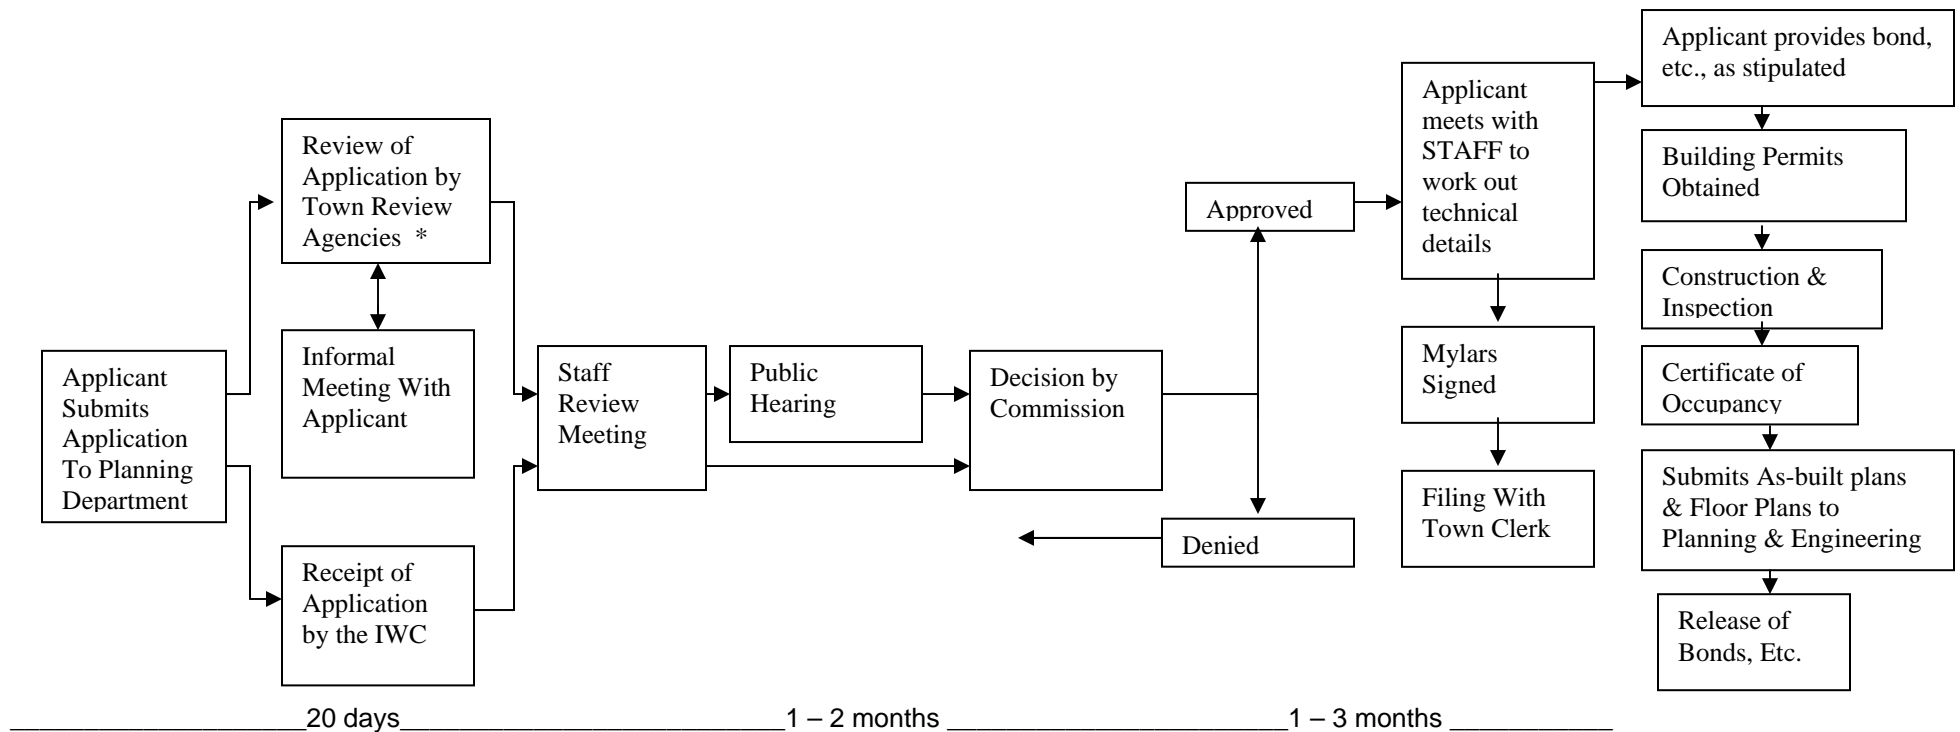 Applicant
Submits
Application
To Planning
Department
Review of
Application by
Town Review
Agencies *
Informal
Meeting With
Applicant
Receipt of
Application
by the IWC
Staff
Review
Meeting
Public
Hearing
Decision by
Commission
Approved
Denied
Applicant
meets with
STAFF to
work out
technical
details
Mylars
Signed
Filing With
Town Clerk
Applicant provides bond,
etc., as stipulated
Building Permits
Obtained
Construction &
Inspection
Certificate of
Occupancy
Submits As-built plans
& Floor Plans to
Planning & Engineering
Release of
Bonds, Etc.
20 days 1 – 2 months 1 – 3 months